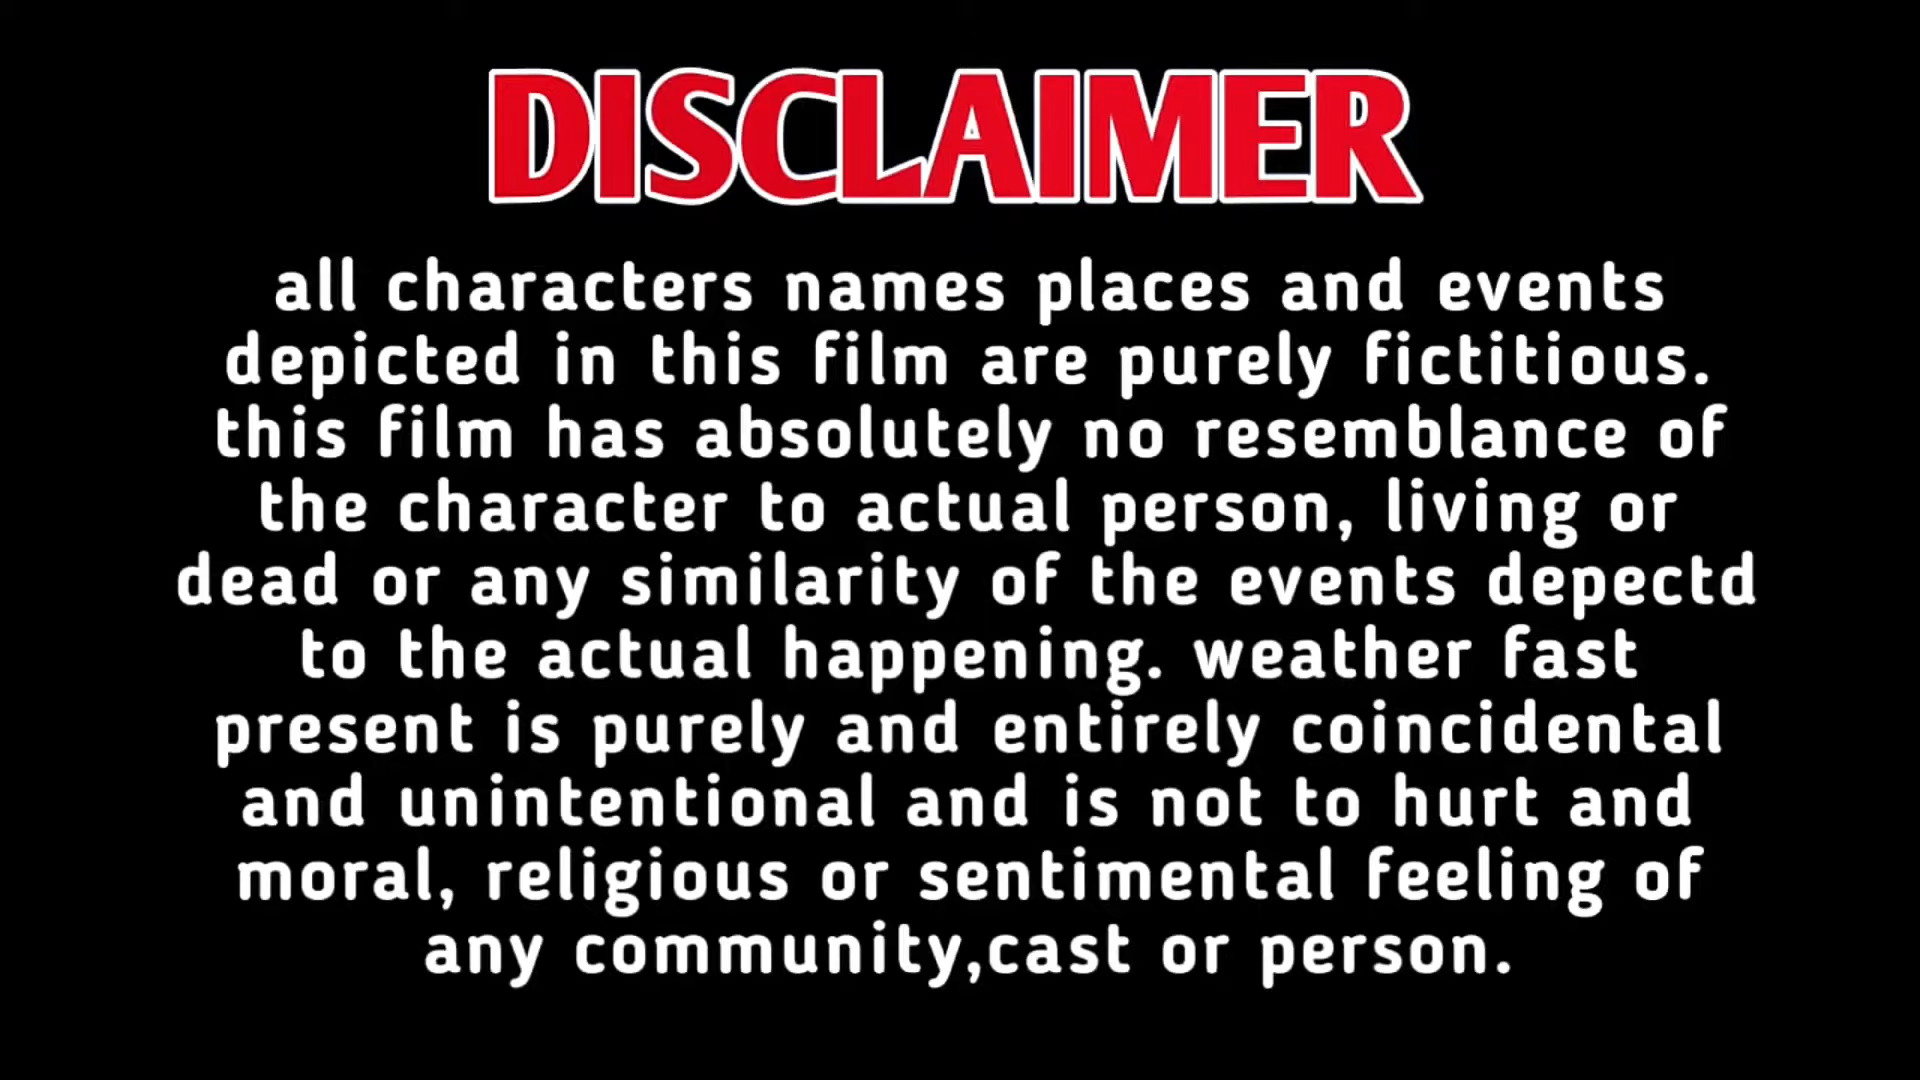 DISCLAIMER
all characters names places and events
depicted in this film are purely fictitious.
this film has absolutely no resemblance of
the character to actual person, living or
dead or any similarity of the events depectd
to the actual happening. weather fast
present is purely and entirely coincidental
and unintentional and is not to hurt and
moral, religious or sentimental feeling of
any community,cast or person.